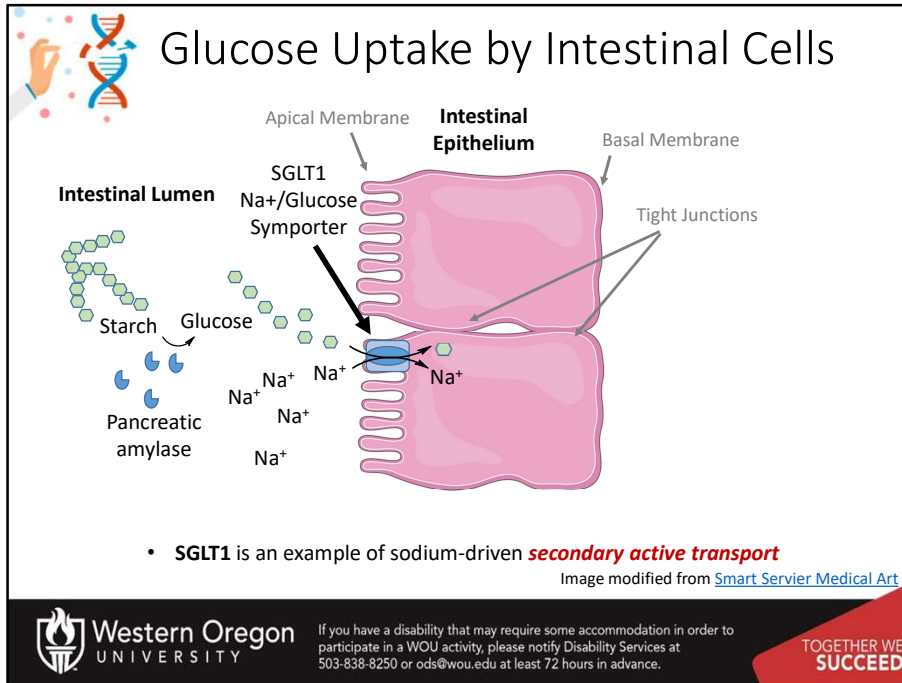 Glucose Uptake by Intestinal Cells
Apical Membrane
Intestinal
Epithelium
Basal Membrane
SGLT1
Na+/Glucose
Symporter
Intestinal Lumen
Tight Junctions
Starch
Glucose
Na⁺
Na⁺
Na⁺
Na⁺
Na⁺
Na⁺
Pancreatic
amylase
• SGLT1 is an example of sodium-driven secondary active transport
Image modified from Smart Servier Medical Art
Western Oregon
UNIVERSITY
If you have a disability that may require some accommodation in order to
participate in a WOU activity, please notify Disability Services at
503-838-8250 or ods@wou.edu at least 72 hours in advance.
TOGETHER WE
SUCCEED